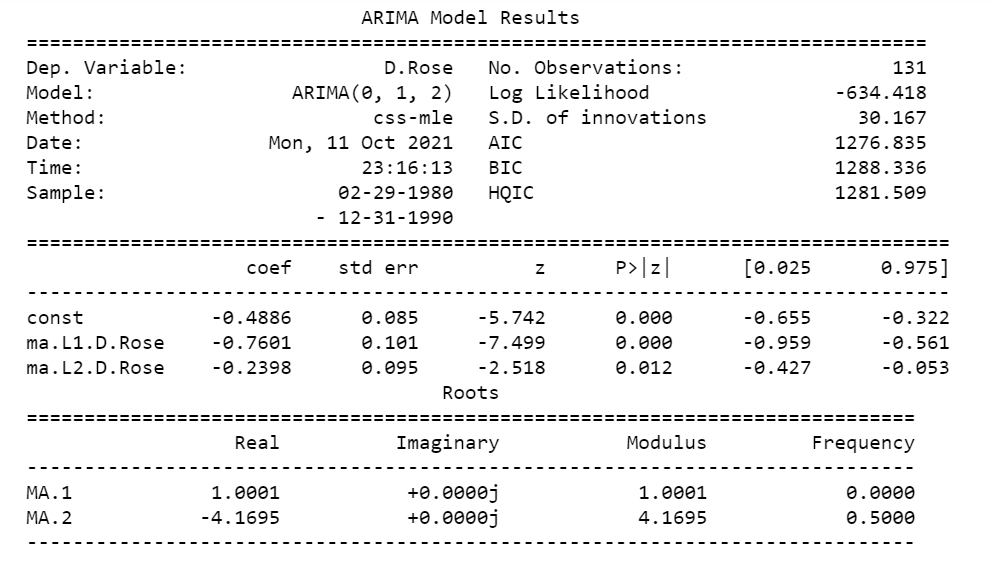 ARIMA Model Results
==============================================================================
Dep. Variable: D.Rose No. Observations: 131
Model: ARIMA(0, 1, 2) Log Likelihood -634.418
Method: css-mle S.D. of innovations 30.167
Date: Mon, 11 Oct 2021 AIC 1276.835
Time: 23:16:13 BIC 1288.336
Sample: 02-29-1980 HQIC 1281.509
- 12-31-1990
================================================================================
coef std err z P>|z| [0.025 0.975]
--------------------------------------------------------------------------------
const -0.4886 0.085 -5.742 0.000 -0.655 -0.322
ma.L1.D.Rose -0.7601 0.101 -7.499 0.000 -0.959 -0.561
ma.L2.D.Rose -0.2398 0.095 -2.518 0.012 -0.427 -0.053
Roots
=============================================================================
Real Imaginary Modulus Frequency
-----------------------------------------------------------------------------
MA.1 1.0001 +0.0000j 1.0001 0.0000
MA.2 -4.1695 +0.0000j 4.1695 0.5000
-----------------------------------------------------------------------------